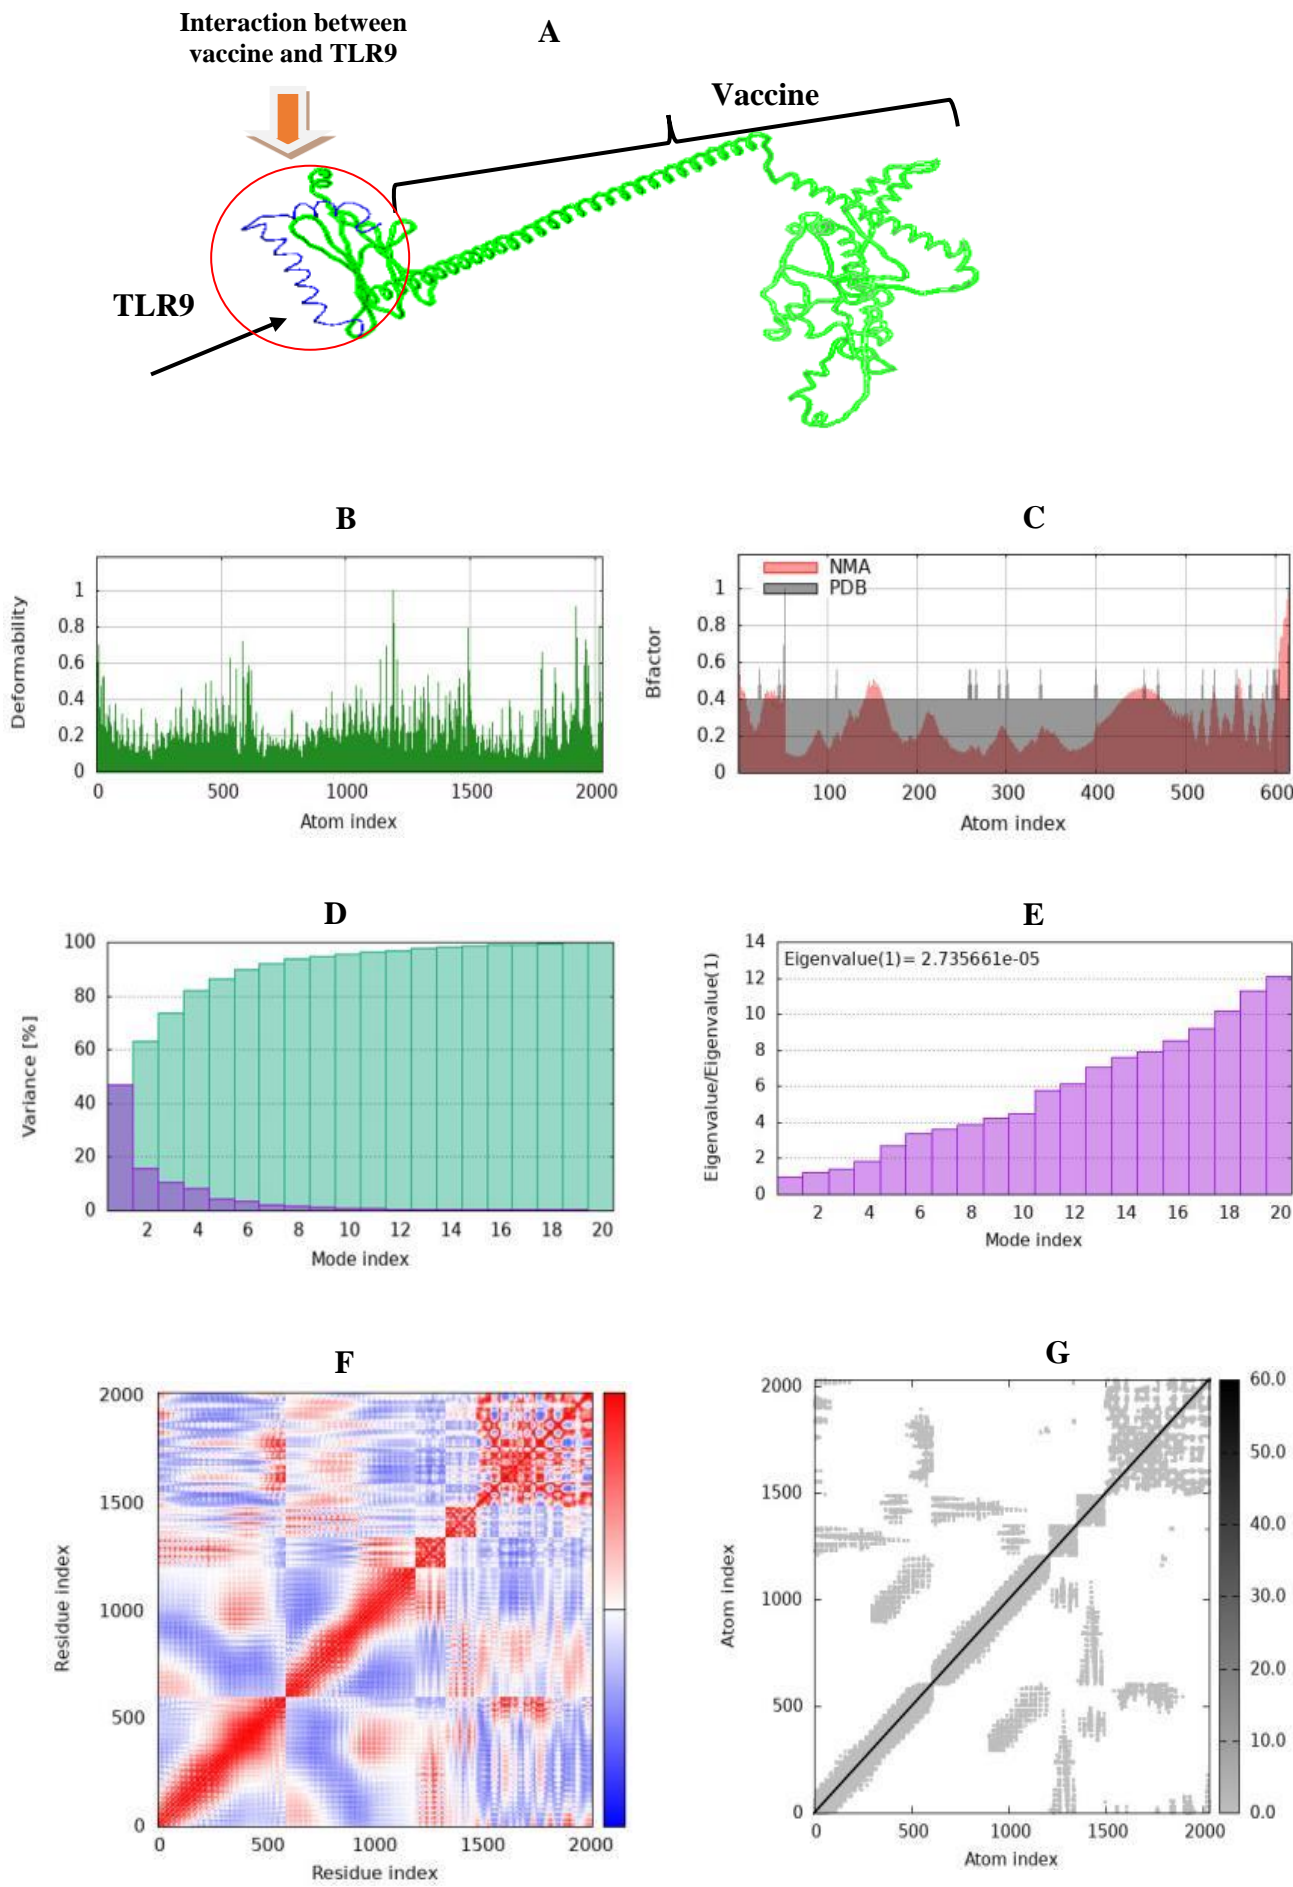 Interaction between
vaccine and TLR9
A
Vaccine
TLR9
B
Deformability
1
0.8
0.6
0.4
0.2
0
0 500 1000 1500 2000
Atom index
C
NMA
PDB
Bfactor
1
0.8
0.6
0.4
0.2
0
100 200 300 400 500 600
Atom index
D
Variance [%]
100
80
60
40
20
0
2 4 6 8 10 12 14 16 18 20
Mode index
E
Eigenvalue(1)= 2.735661e-05
Eigenvalue/Eigenvalue(1)
14
12
10
8
6
4
2
0
2 4 6 8 10 12 14 16 18 20
Mode index
F
Residue index
2000
1500
1000
500
0
0 500 1000 1500 2000
Residue index
G
Atom index
2000
1500
1000
500
0
0 500 1000 1500 2000
Atom index
60.0
50.0
40.0
30.0
20.0
10.0
0.0